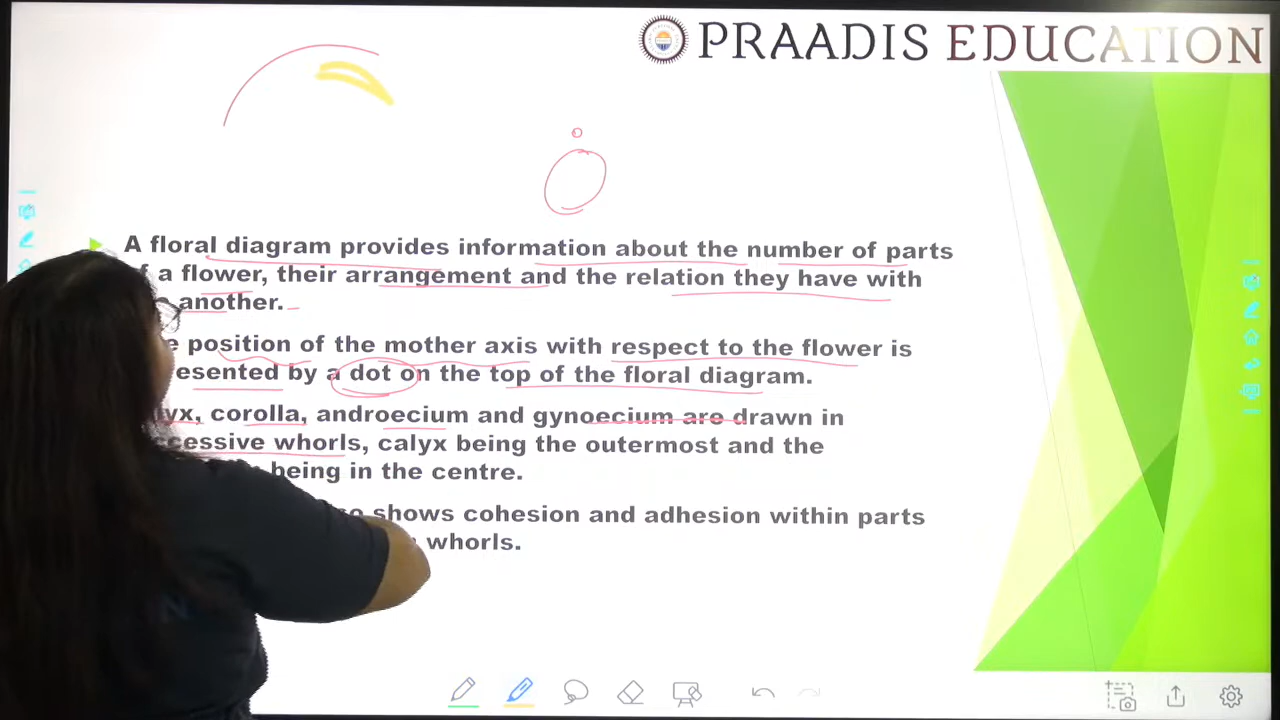 PRAADIS EDUCATION
A floral diagram provides information about the number of parts
of a flower, their arrangement and the relation they have with
another.
position of the mother axis with respect to the flower is
by a dot on the top of the floral diagram.
corolla, androecium and gynoecium are drawn in
whorls, calyx being the outermost and the
being in the centre.
shows cohesion and adhesion within parts
whorls.